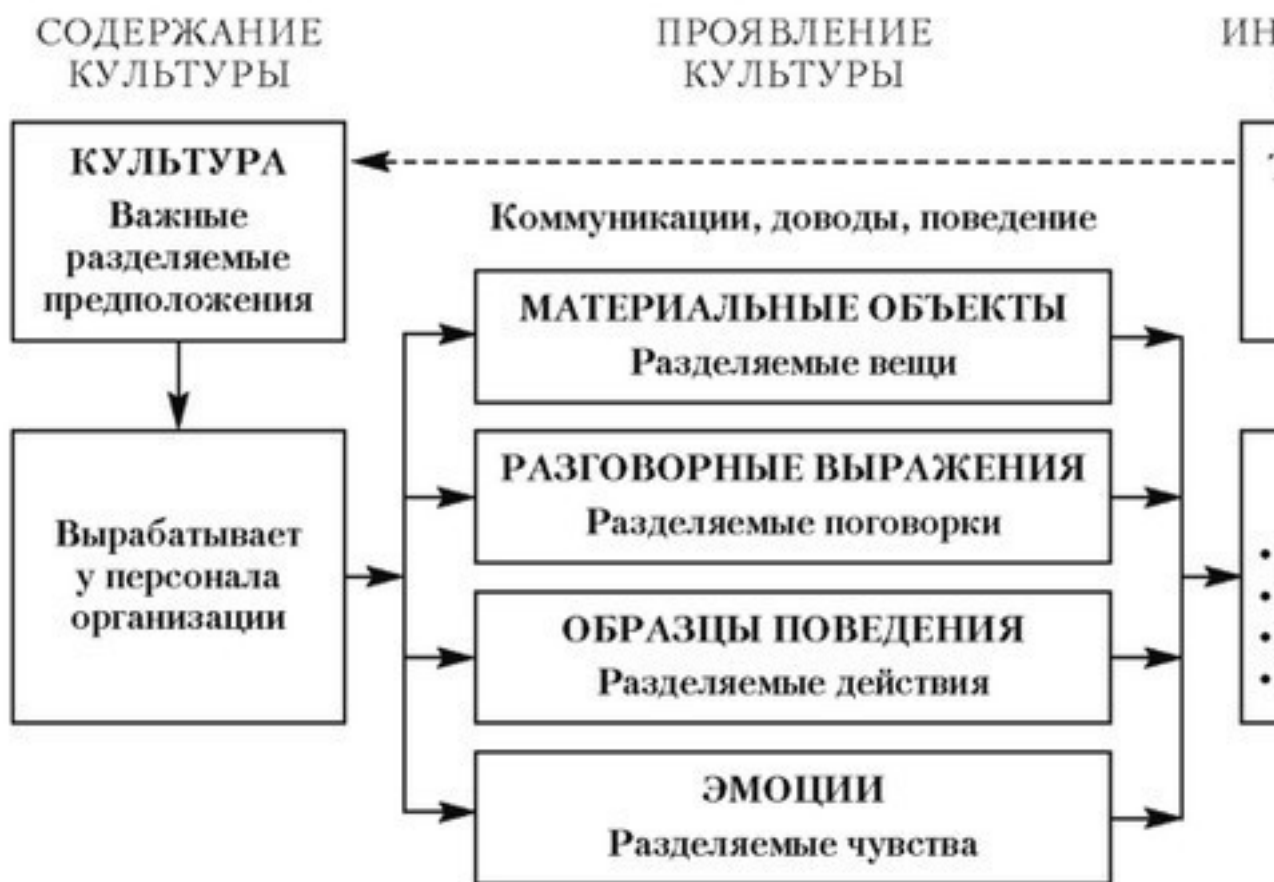 СОДЕРЖАНИЕ
КУЛЬТУРЫ
ПРОЯВЛЕНИЕ
КУЛЬТУРЫ
КУЛЬТУРА
Важные
разделяемые
предположения
Коммуникации, доводы, поведение
МАТЕРИАЛЬНЫЕ ОБЪЕКТЫ
Разделяемые вещи
Вырабатывает
у персонала
организации
РАЗГОВОРНЫЕ ВЫРАЖЕНИЯ
Разделяемые поговорки
ОБРАЗЦЫ ПОВЕДЕНИЯ
Разделяемые действия
ЭМОЦИИ
Разделяемые чувства